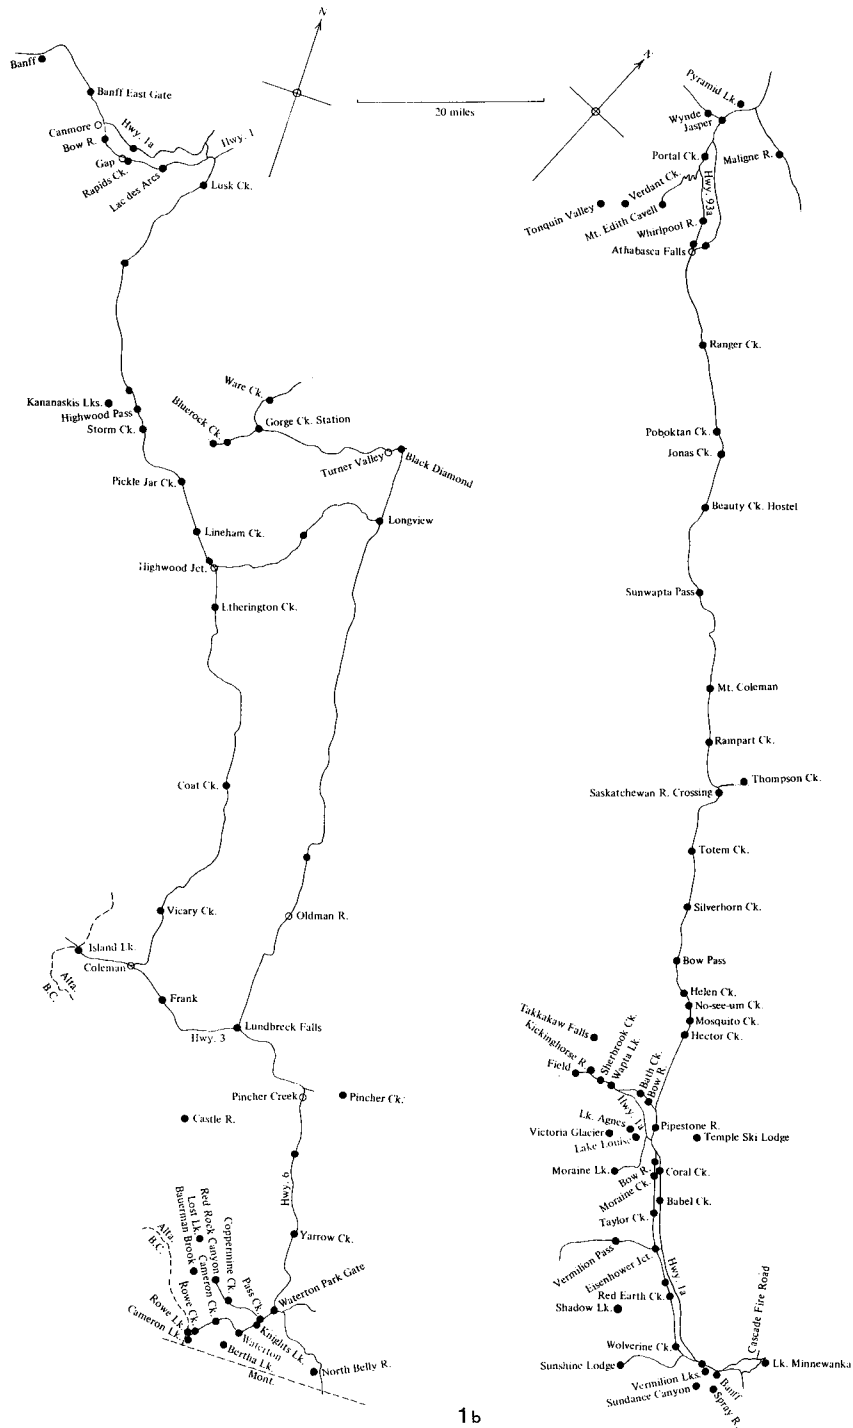 N
Banff
Banff East Gate
Canmore
Hwy. 1a
Bow R.
Hwy. 1
Gap
Rapids Ck.
Lac des Arcs
Lusk Ck.
20 miles
Kananaskis Lks.
Highwood Pass
Storm Ck.
Ware Ck.
Bluerock Ck.
Gorge Ck. Station
Turner Valley
Black Diamond
Pickle Jar Ck.
Lineham Ck.
Longview
Highwood Jct.
Etherington Ck.
Coat Ck.
Vicary Ck.
Oldman R.
Island Lk.
Coleman
Alta.
B.C.
Frank
Hwy. 3
Lundbreck Falls
Pincher Creek
Pincher Ck.
Castle R.
Hwy. 6
Yarrow Ck.
Alta.
B.C.
Bauerman Brook
Lost Lk.
Red Rock Canyon
Coppermine Ck.
Cameron Ck.
Pass Ck.
Waterton Park Gate
Rowe Ck.
Rowe Lk.
Cameron Lk.
Waterton
Knights Lk.
Bertha Lk.
Mont.
North Belly R.
N
Pyramid Lk.
Wynde
Jasper
Portal Ck.
Maligne R.
Verdant Ck.
Hwy. 93a
Tonquin Valley
Mt. Edith Cavell
Whirlpool R.
Athabasca Falls
Ranger Ck.
Poboktan Ck.
Jonas Ck.
Beauty Ck. Hostel
Sunwapta Pass
Mt. Coleman
Rampart Ck.
Thompson Ck.
Saskatchewan R. Crossing
Totem Ck.
Silverhorn Ck.
Bow Pass
Helen Ck.
No-see-um Ck.
Mosquito Ck.
Hector Ck.
Takkakaw Falls
Kickinghorse R.
Sherbrook Ck.
Wapta Lk.
Field
Bath Ck.
Bow R.
Hwy. 1a
Lk. Agnes
Victoria Glacier
Lake Louise
Pipestone R.
Temple Ski Lodge
Moraine Lk.
Bow R.
Moraine Ck.
Coral Ck.
Babel Ck.
Taylor Ck.
Vermilion Pass
Eisenhower Jct.
Hwy. 1a
Red Earth Ck.
Shadow Lk.
Wolverine Ck.
Cascade Fire Road
Sunshine Lodge
Lk. Minnewanka
Vermilion Lks.
Banff
Sundance Canyon
Spray R.
1b